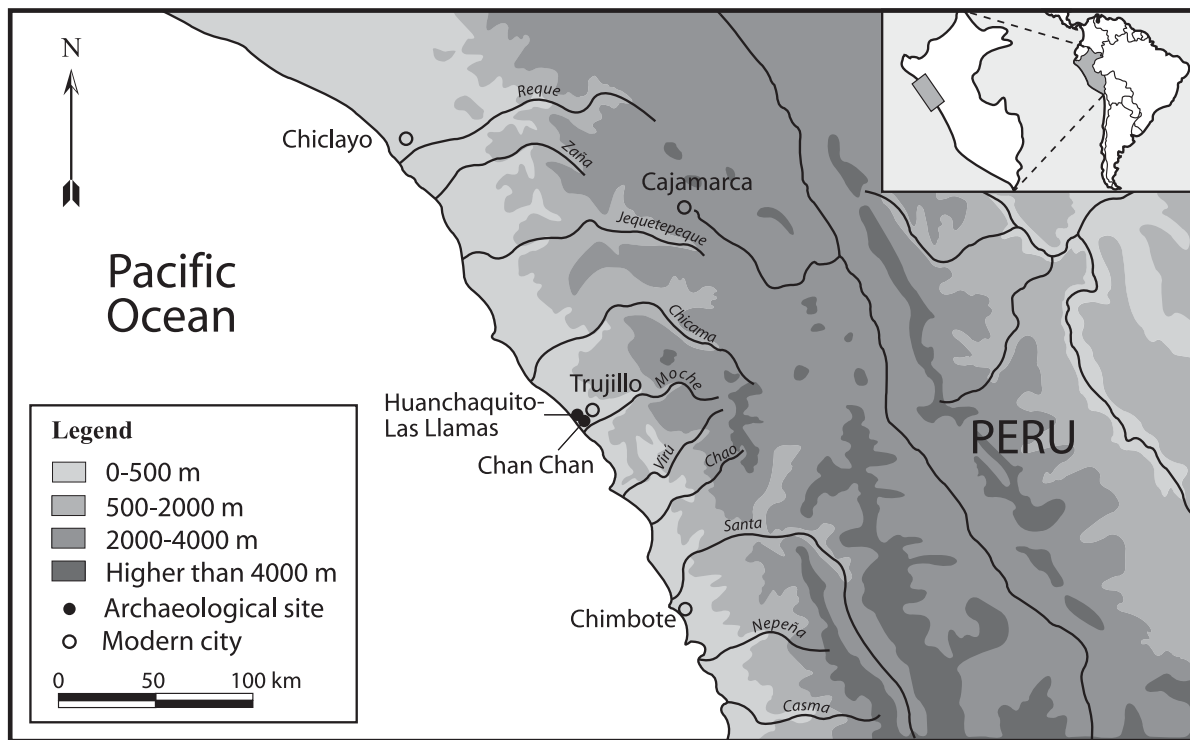 N
Reque
Chiclayo
Zaña
Cajamarca
Jequetepeque
Pacific
Ocean
Chicama
Trujillo
Moche
Huanchaquito-
Las Llamas
Chan Chan
Virú
Chao
PERU
Santa
Chimbote
Nepeña
Casma
Legend
0-500 m
500-2000 m
2000-4000 m
Higher than 4000 m
Archaeological site
Modern city
0 50 100 km